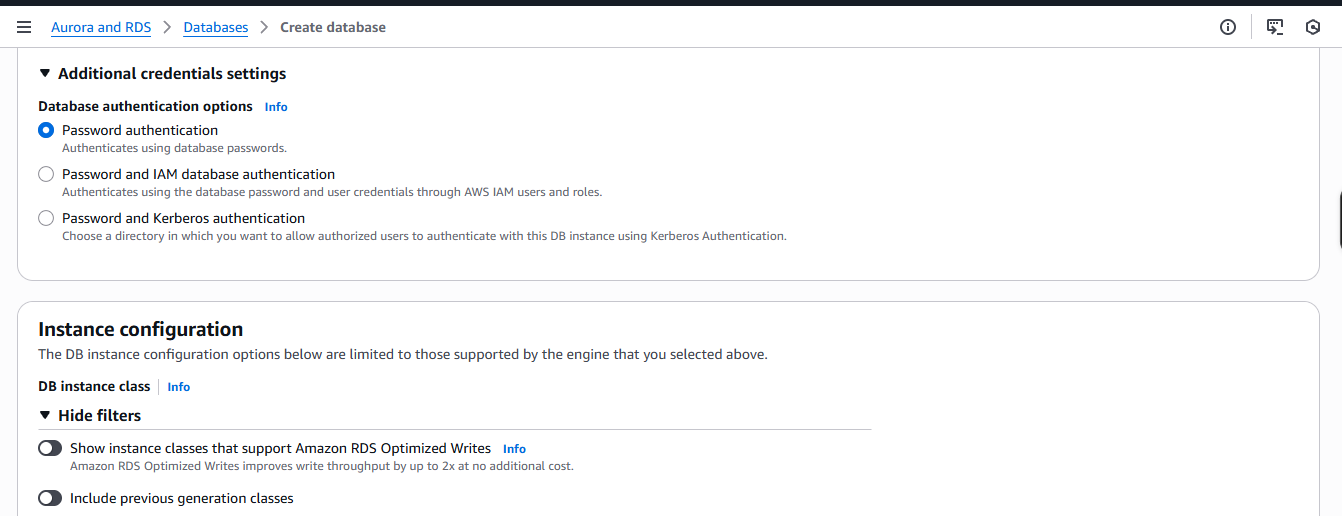 Aurora and RDS > Databases > Create database
Additional credentials settings
Database authentication options Info
Password authentication
Authenticates using database passwords.
Password and IAM database authentication
Authenticates using the database password and user credentials through AWS IAM users and roles.
Password and Kerberos authentication
Choose a directory in which you want to allow authorized users to authenticate with this DB instance using Kerberos Authentication.
Instance configuration
The DB instance configuration options below are limited to those supported by the engine that you selected above.
DB instance class Info
Hide filters
Show instance classes that support Amazon RDS Optimized Writes Info
Amazon RDS Optimized Writes improves write throughput by up to 2x at no additional cost.
Include previous generation classes